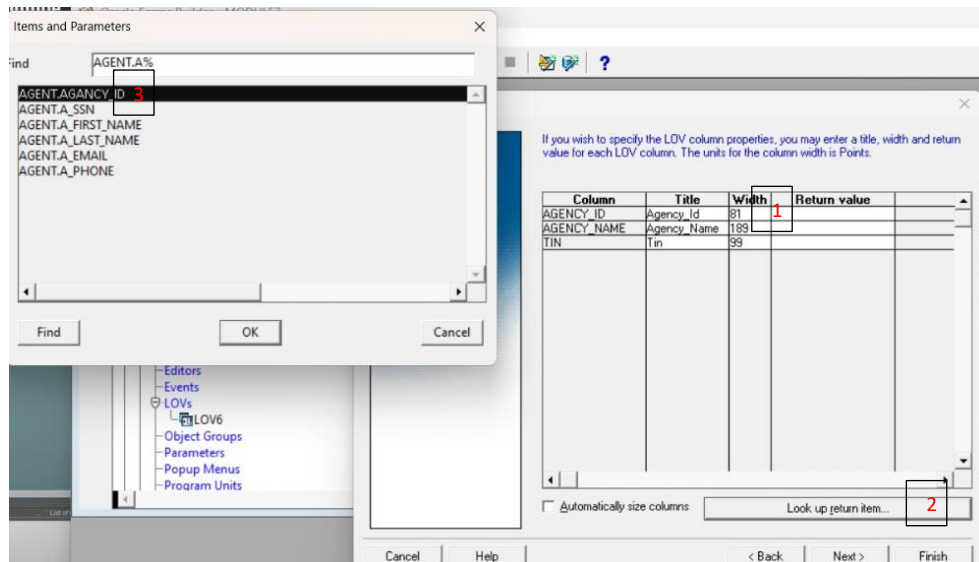 Oracle Forms Builder - MODULE7
Items and Parameters
Find
AGENT.A%
AGENT.AGANCY_ID
3
AGENT.A_SSN
AGENT.A_FIRST_NAME
AGENT.A_LAST_NAME
AGENT.A_EMAIL
AGENT.A_PHONE
Find OK Cancel
Editors
Events
LOVs
LOV6
Object Groups
Parameters
Popup Menus
Program Units
If you wish to specify the LOV column properties, you may enter a title, width and return
value for each LOV column. The units for the column width is Points.
Column Title Width Return value
1
AGENCY_ID Agency_Id 81
AGENCY_NAME Agency_Name 189
TIN Tin 99
Automatically size columns Look up return item...
2
Cancel Help < Back Next > Finish